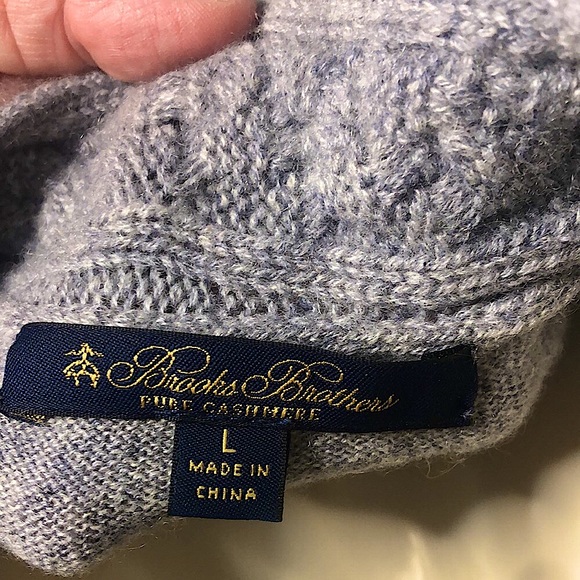 Brooks Brothers
PURE CASHMERE
L
MADE IN
CHINA